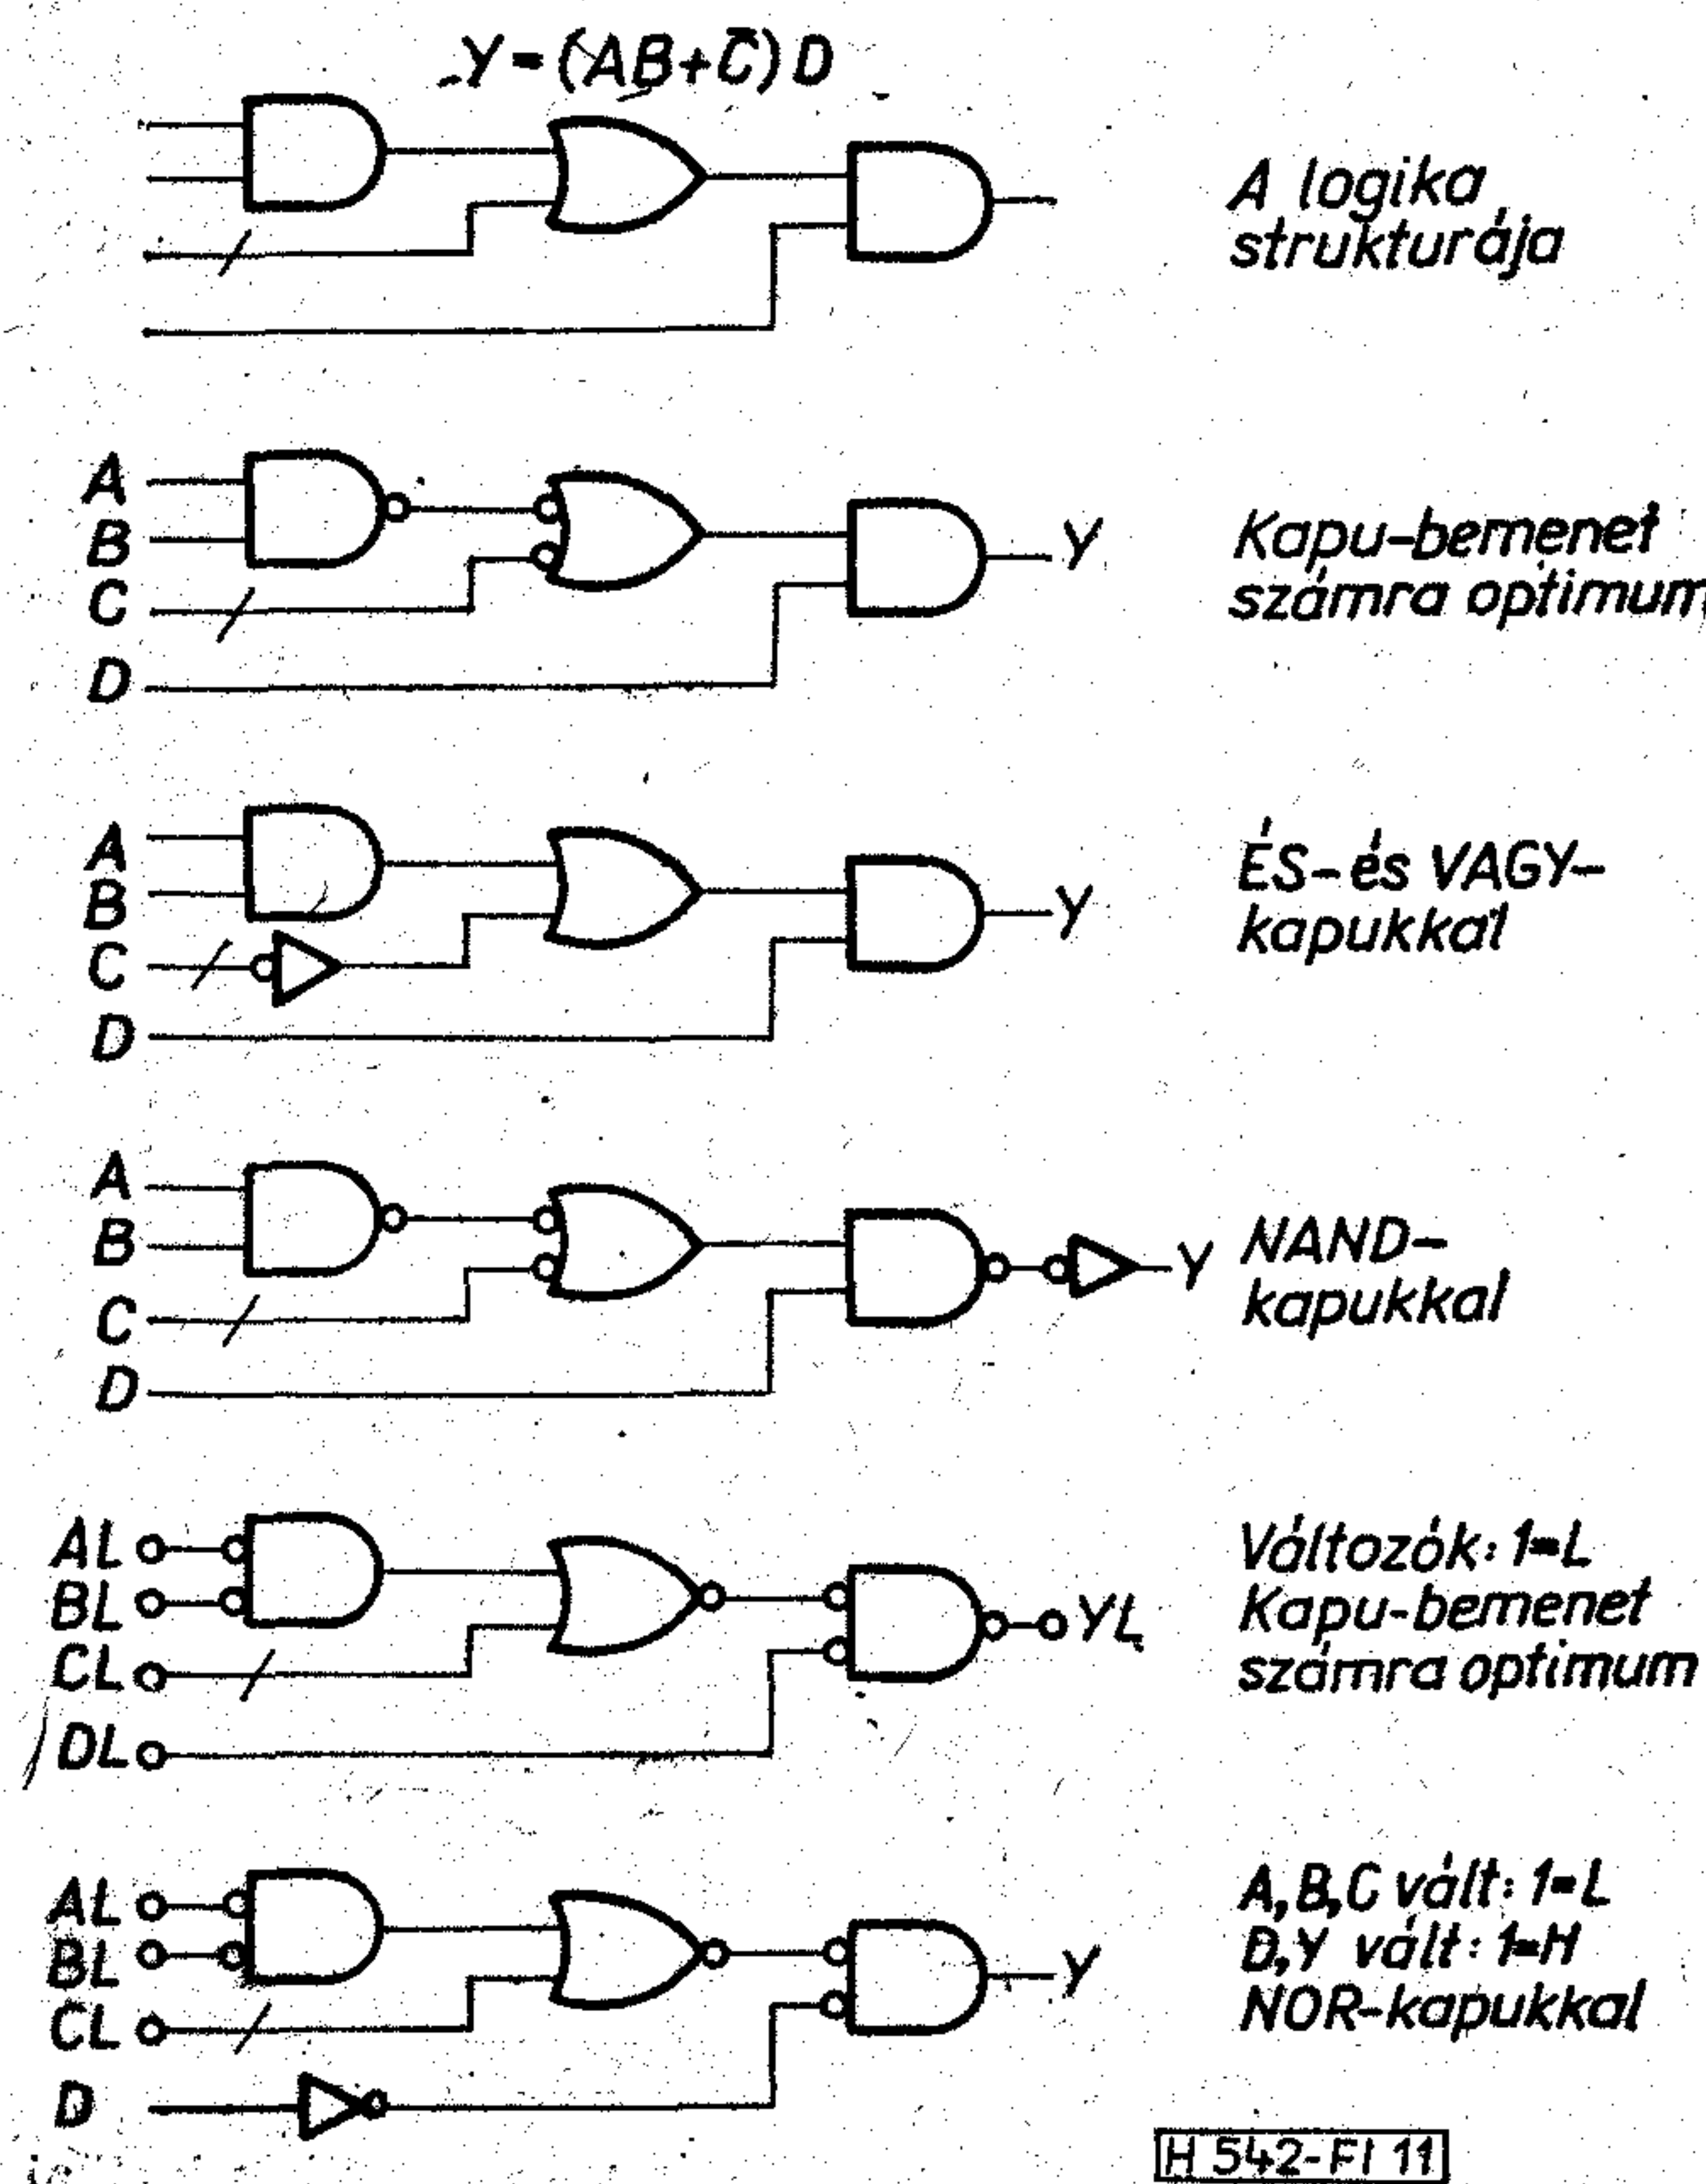 Y = (AB+C̅)D
A logika
strukturája
A
B
C
D
Y
Kapu-bemenet
számra optimum
A
B
C
D
Y
ÉS- és VAGY-
kapukkal
A
B
C
D
Y
NAND-
kapukkal
AL
BL
CL
DL
YL
Változók: 1=L
Kapu-bemenet
számra optimum
AL
BL
CL
D
Y
A,B,C vált: 1=L
D,Y vált: 1=H
NOR-kapukkal
H 542-FI 11